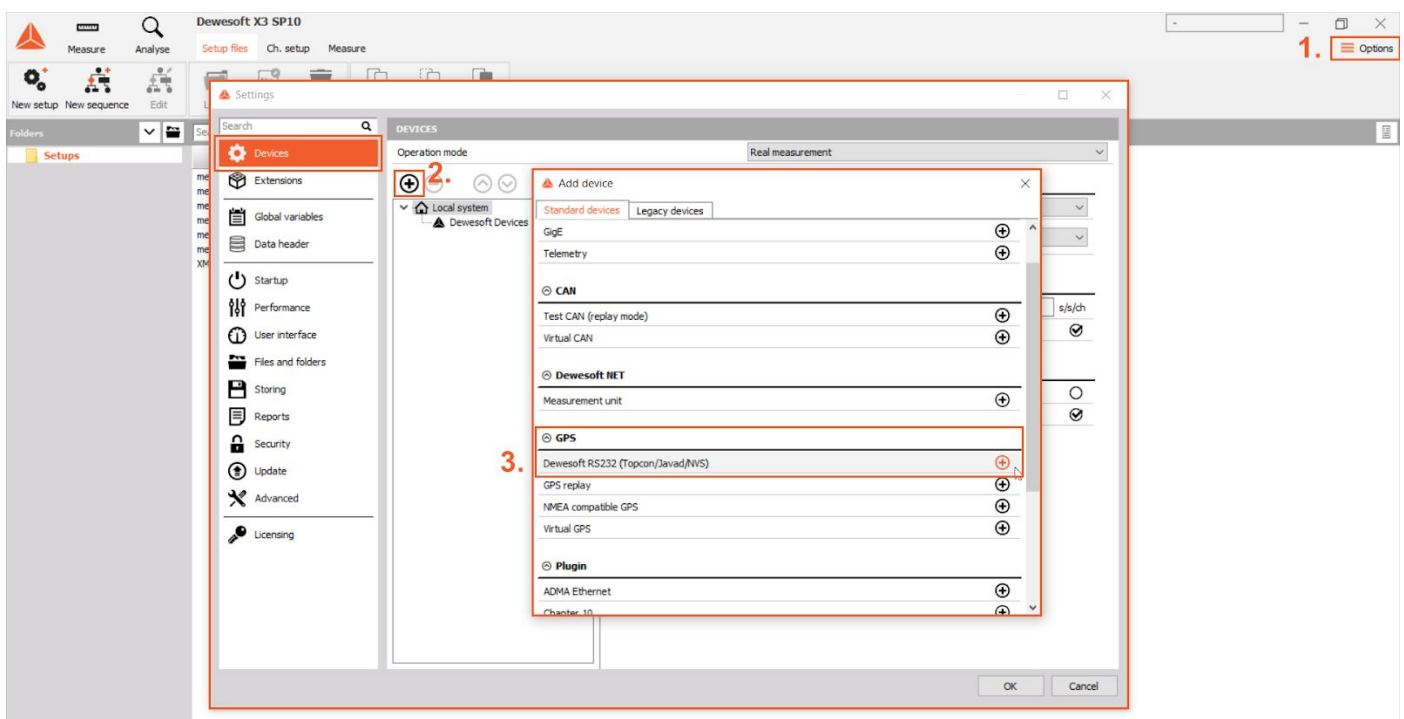 Dewesoft X3 SP10
-
Measure
Analyse
Setup files
Ch. setup
Measure
1.
Options
New setup
New sequence
Edit
Folders
Setups
Settings
Search
Devices
Extensions
Global variables
Data header
Startup
Performance
User interface
Files and folders
Storing
Reports
Security
Update
Advanced
Licensing
DEVICES
Operation mode
Real measurement
2.
Local system
Dewesoft Devices
Add device
Standard devices
Legacy devices
GigE
Telemetry
CAN
Test CAN (replay mode)
Virtual CAN
Dewesoft NET
Measurement unit
GPS
3.
Dewesoft RS232 (Topcon/Javad/NVS)
GPS replay
NMEA compatible GPS
Virtual GPS
Plugin
ADMA Ethernet
Chapter 10
s/s/ch
OK
Cancel